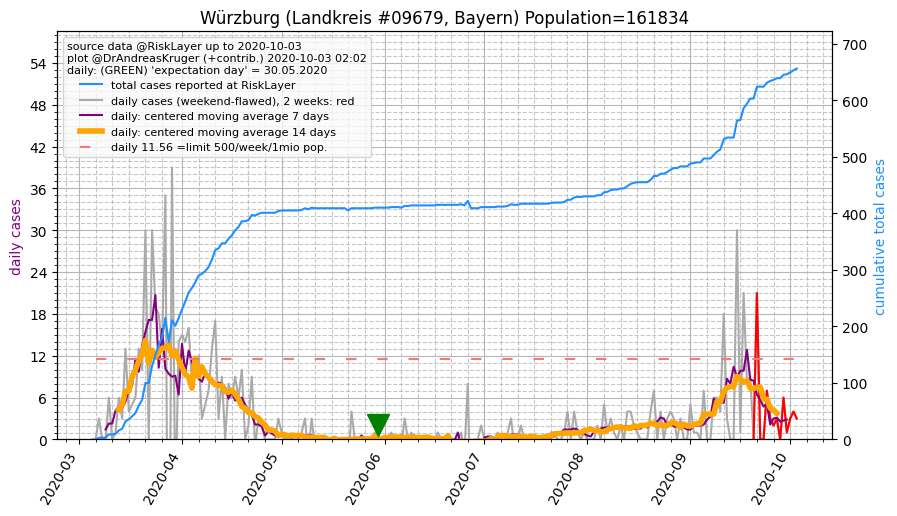 Würzburg (Landkreis #09679, Bayern) Population=161834
source data @RiskLayer up to 2020-10-03
plot @DrAndreasKruger (+contrib.) 2020-10-03 02:02
daily: (GREEN) 'expectation day' = 30.05.2020
total cases reported at RiskLayer
daily cases (weekend-flawed), 2 weeks: red
daily: centered moving average 7 days
daily: centered moving average 14 days
daily 11.56 =limit 500/week/1mio pop.
daily cases
54
48
42
36
30
24
18
12
6
0
cumulative total cases
700
600
500
400
300
200
100
0
2020-03
2020-04
2020-05
2020-06
2020-07
2020-08
2020-09
2020-10